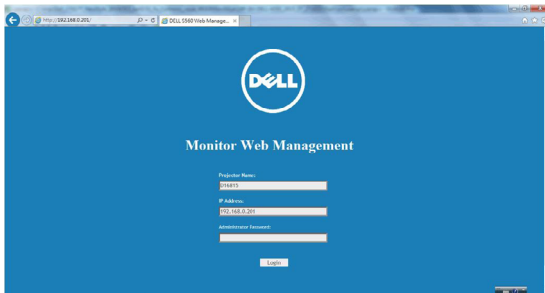 http://192.168.0.201/
DELL S560 Web Manage...
DELL
Monitor Web Management
Projector Name:
IP Address:
192.168.0.201
Administrator Password:
Login